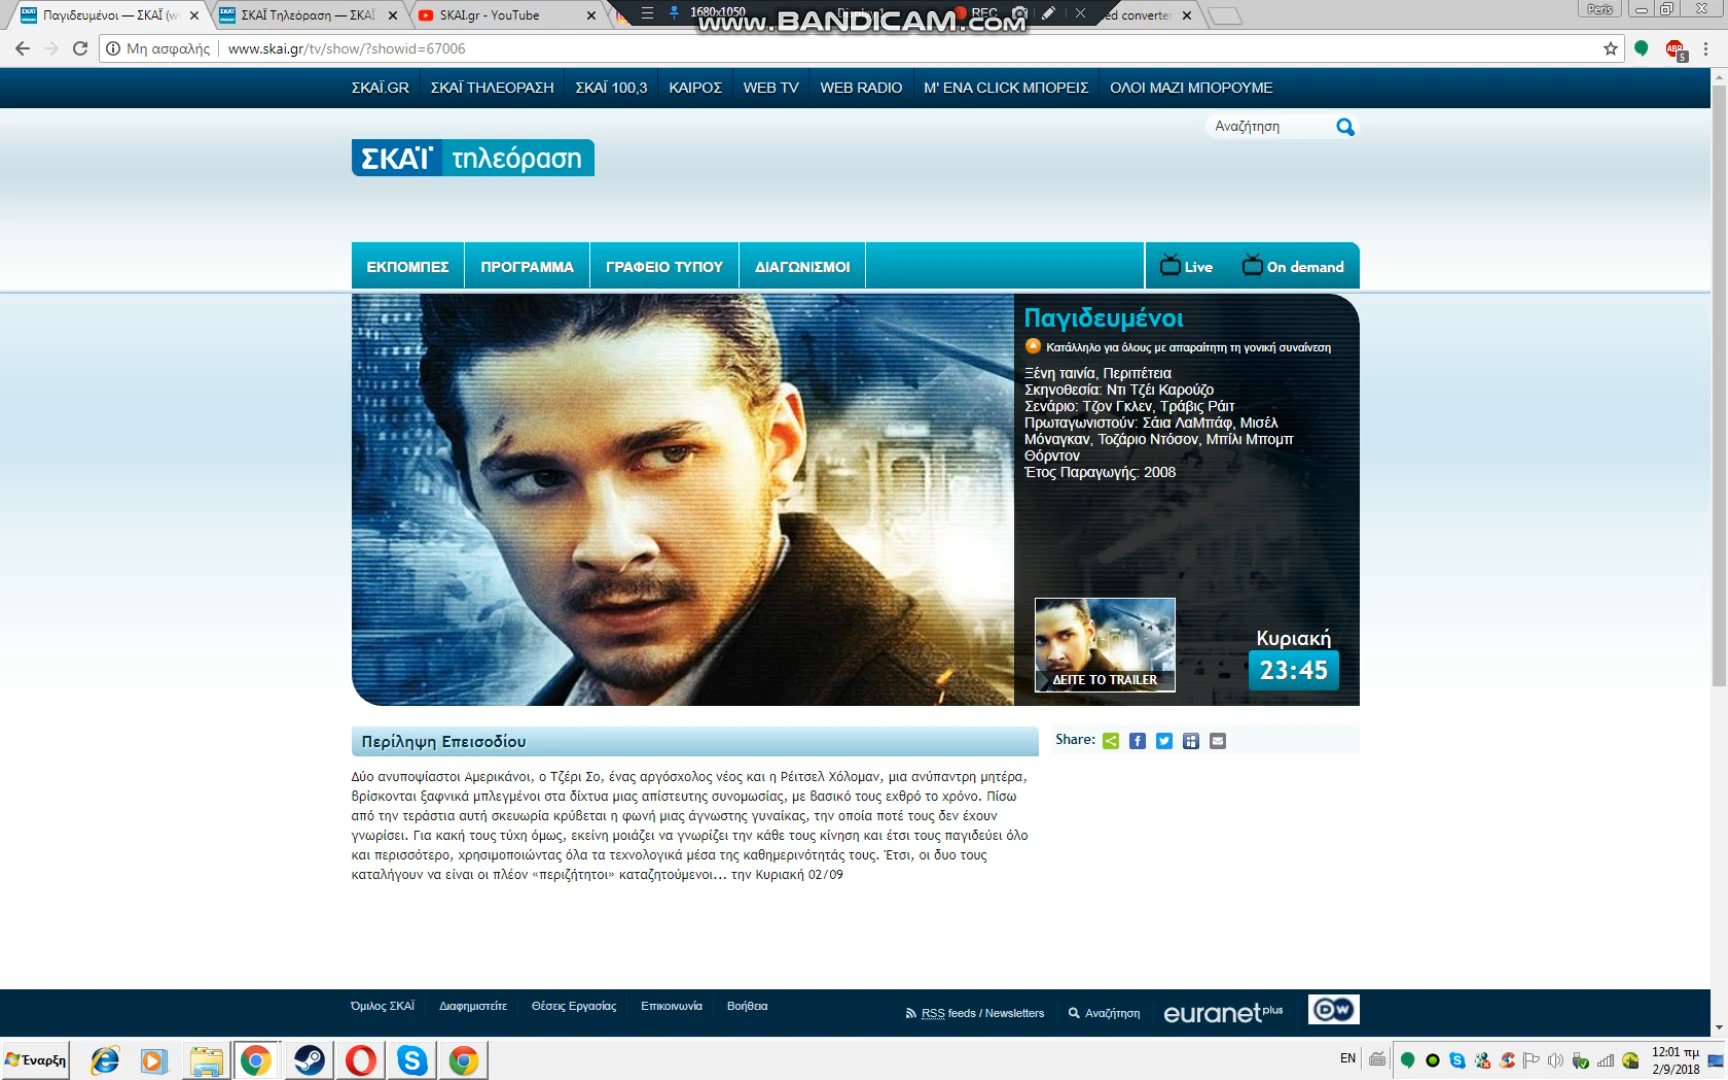 Παγιδευμένοι — ΣΚΑΪ (w
ΣΚΑΪ Τηλεόραση — ΣΚΑΪ
SKAI.gr - YouTube
1680x1050
REC
www.BANDICAM.com
ed converter
Peris
Μη ασφαλής
www.skai.gr/tv/show/?showid=67006
ABP
5
ΣΚΑΪ.GR
ΣΚΑΪ ΤΗΛΕΟΡΑΣΗ
ΣΚΑΪ 100,3
ΚΑΙΡΟΣ
WEB TV
WEB RADIO
Μ' ΕΝΑ CLICK ΜΠΟΡΕΙΣ
ΟΛΟΙ ΜΑΖΙ ΜΠΟΡΟΥΜΕ
Αναζήτηση
ΣΚΑΪ τηλεόραση
ΕΚΠΟΜΠΕΣ
ΠΡΟΓΡΑΜΜΑ
ΓΡΑΦΕΙΟ ΤΥΠΟΥ
ΔΙΑΓΩΝΙΣΜΟΙ
Live
On demand
Παγιδευμένοι
Κατάλληλο για όλους με απαραίτητη τη γονική συναίνεση
Ξένη ταινία, Περιπέτεια
Σκηνοθεσία: Ντι Τζέι Καρούζο
Σενάριο: Τζον Γκλεν, Τράβις Ράιτ
Πρωταγωνιστούν: Σάια ΛαΜπάφ, Μισέλ
Μόναγκαν, Τοζάριο Ντόσον, Μπίλι Μπομπ
Θόρντον
Έτος Παραγωγής: 2008
ΔΕΙΤΕ ΤΟ TRAILER
Κυριακή
23:45
Περίληψη Επεισοδίου
Share:
Δύο ανυποψίαστοι Αμερικάνοι, ο Τζέρι Σο, ένας αργόσχολος νέος και η Ρέιτσελ Χόλομαν, μια ανύπαντρη μητέρα,
βρίσκονται ξαφνικά μπλεγμένοι στα δίχτυα μιας απίστευτης συνομωσίας, με βασικό τους εχθρό το χρόνο. Πίσω
από την τεράστια αυτή σκευωρία κρύβεται η φωνή μιας άγνωστης γυναίκας, την οποία ποτέ τους δεν έχουν
γνωρίσει. Για κακή τους τύχη όμως, εκείνη μοιάζει να γνωρίζει την κάθε τους κίνηση και έτσι τους παγιδεύει όλο
και περισσότερο, χρησιμοποιώντας όλα τα τεχνολογικά μέσα της καθημερινότητάς τους. Έτσι, οι δυο τους
καταλήγουν να είναι οι πλέον «περιζήτητοι» καταζητούμενοι... την Κυριακή 02/09
Όμιλος ΣΚΑΪ
Διαφημιστείτε
Θέσεις Εργασίας
Επικοινωνία
Βοήθεια
RSS feeds / Newsletters
Αναζήτηση
euranet plus
DW
Έναρξη
EN
12:01 πμ
2/9/2018